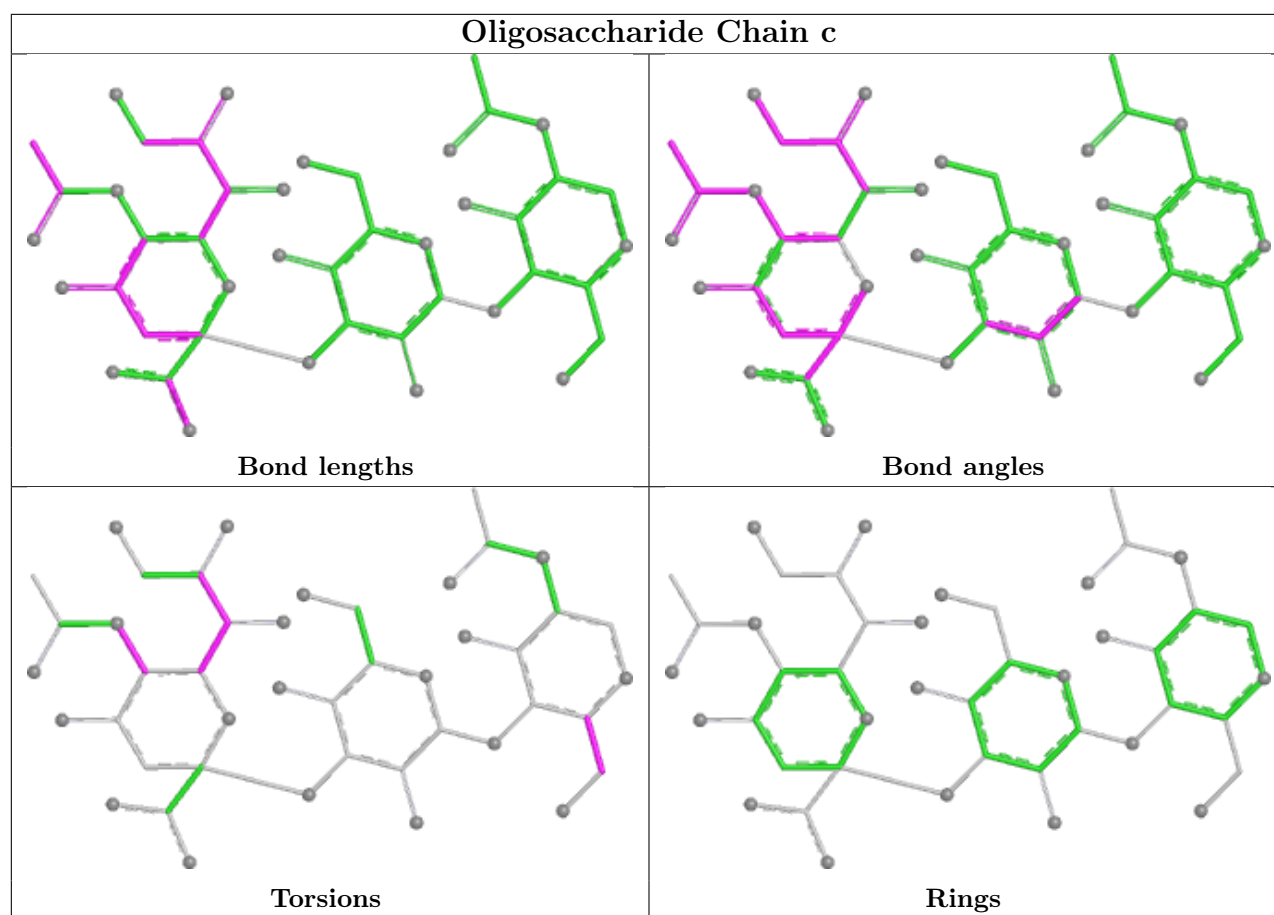 Oligosaccharide Chain c
Bond lengths
Bond angles
Torsions
Rings